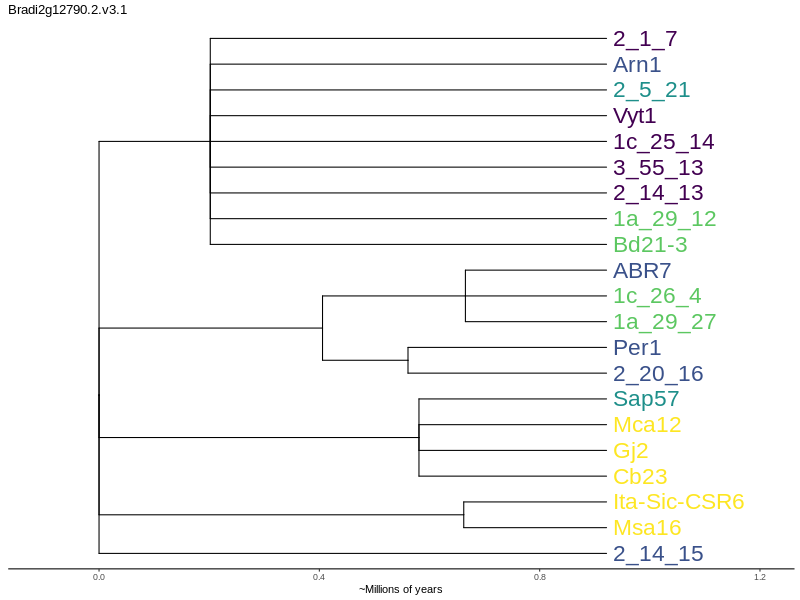 Bradi2g12790.2.v3.1
2_1_7
Arn1
2_5_21
Vyt1
1c_25_14
3_55_13
2_14_13
1a_29_12
Bd21-3
ABR7
1c_26_4
1a_29_27
Per1
2_20_16
Sap57
Mca12
Gj2
Cb23
Ita-Sic-CSR6
Msa16
2_14_15
0.0 0.4 0.8 1.2
~Millions of years